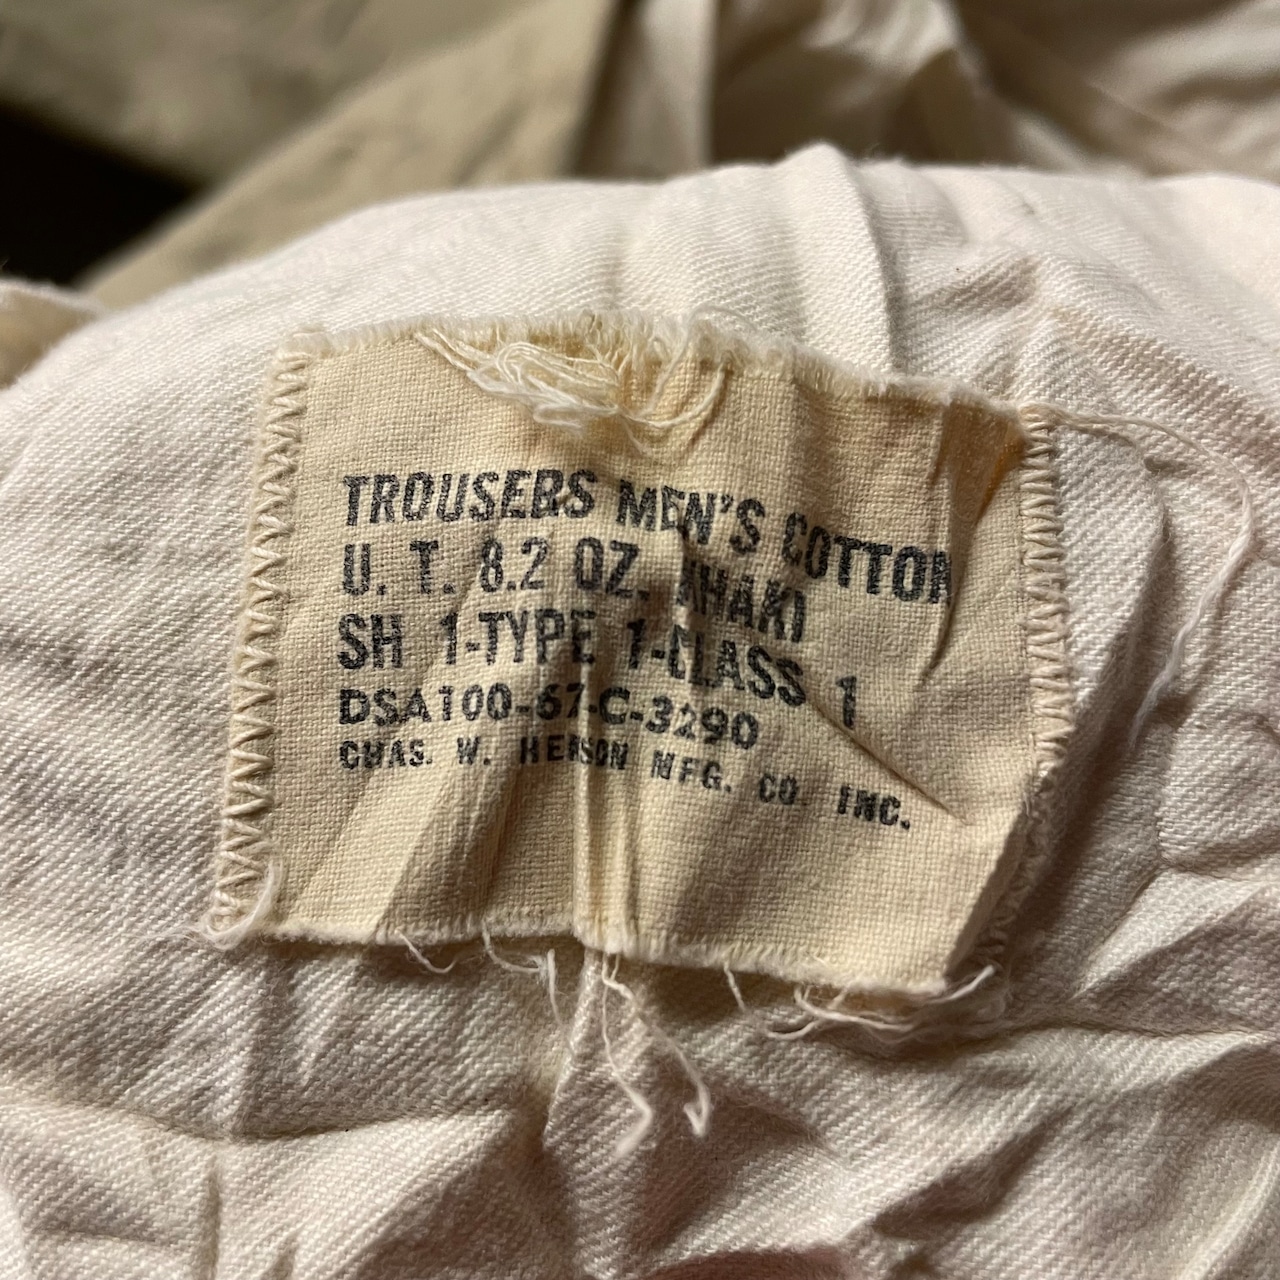 TROUSERS MEN'S COTTON
U. T. 8.2 OZ. KHAKI
SH 1-TYPE 1-CLASS 1
DSA100-67-C-3290
CHAS. W. HENSON MFG. CO. INC.